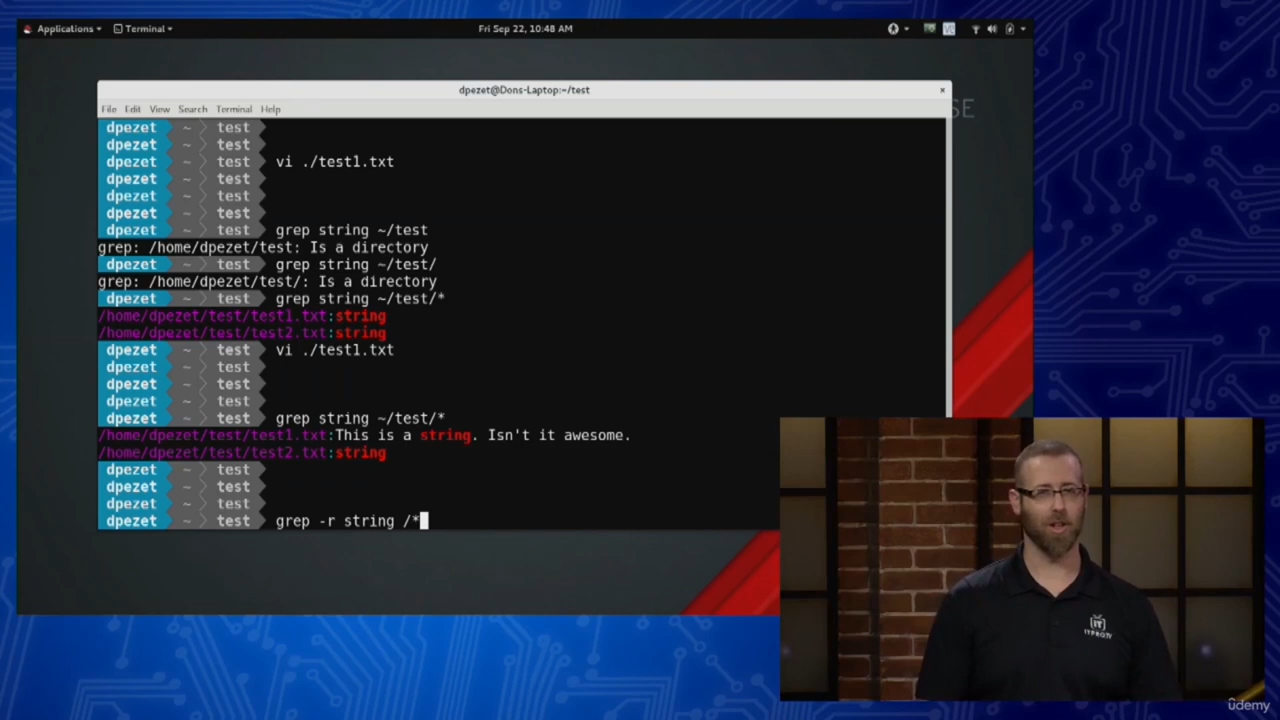 Applications Terminal Fri Sep 22, 10:48 AM
dpezet@Dons-Laptop:~/test
File Edit View Search Terminal Help
SE
dpezet ~ test
dpezet ~ test
dpezet ~ test vi ./test1.txt
dpezet ~ test
dpezet ~ test
dpezet ~ test
dpezet ~ test grep string ~/test
grep: /home/dpezet/test: Is a directory
dpezet ~ test grep string ~/test/
grep: /home/dpezet/test/: Is a directory
dpezet ~ test grep string ~/test/*
/home/dpezet/test/test1.txt:string
/home/dpezet/test/test2.txt:string
dpezet ~ test vi ./test1.txt
dpezet ~ test
dpezet ~ test
dpezet ~ test
dpezet ~ test grep string ~/test/*
/home/dpezet/test/test1.txt:This is a string. Isn't it awesome.
/home/dpezet/test/test2.txt:string
dpezet ~ test
dpezet ~ test
dpezet ~ test
dpezet ~ test grep -r string /*
IT
ITPROTV
ûdemy